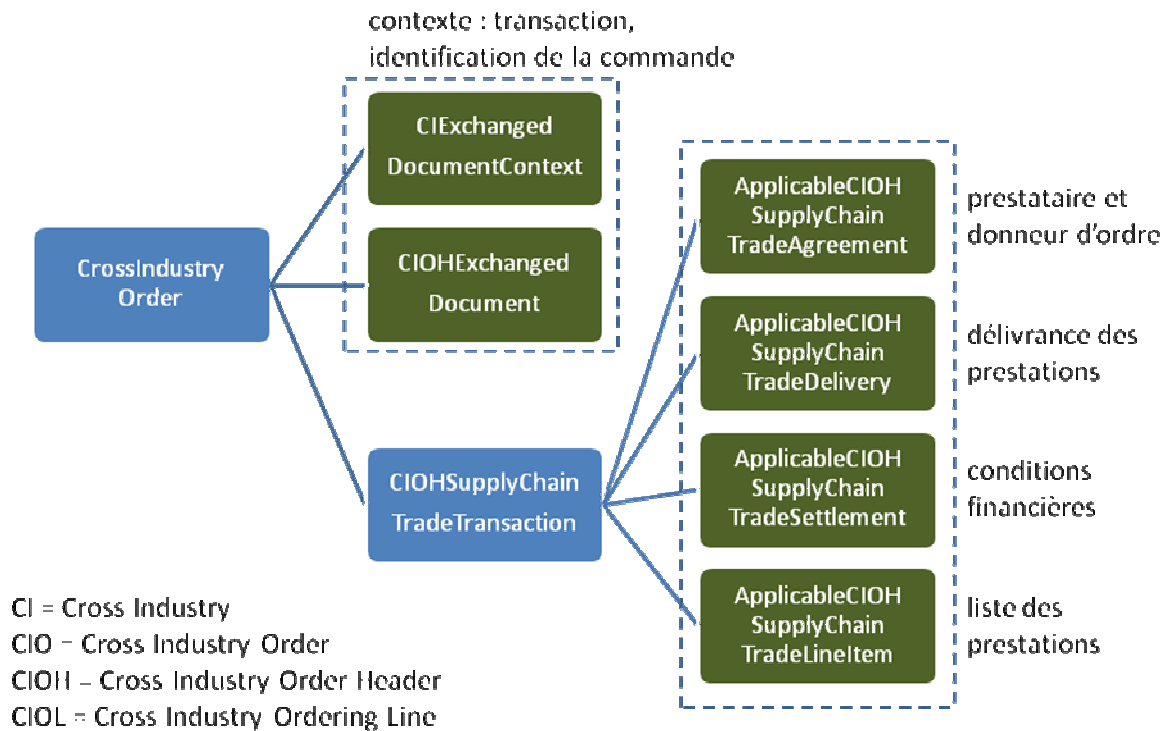 contexte : transaction,
identification de la commande
CIExchanged
DocumentContext
CrossIndustry
Order
CIOHExchanged
Document
CIOHSupplyChain
TradeTransaction
ApplicableCIOH
SupplyChain
TradeAgreement
prestataire et
donneur d'ordre
ApplicableCIOH
SupplyChain
TradeDelivery
délivrance des
prestations
ApplicableCIOH
SupplyChain
TradeSettlement
conditions
financières
ApplicableCIOH
SupplyChain
TradeLineItem
liste des
prestations
CI = Cross Industry
CIO = Cross Industry Order
CIOH = Cross Industry Order Header
CIOL = Cross Industry Ordering Line